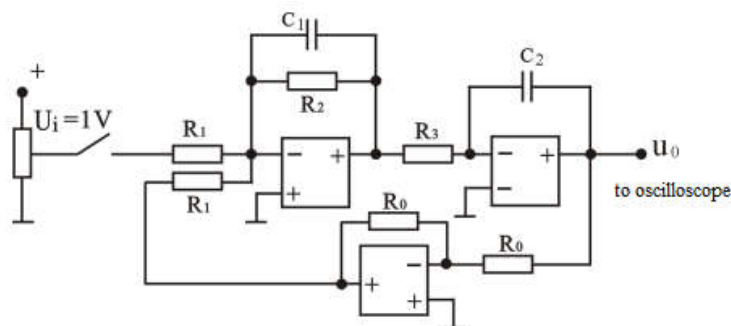 C₁
+
Uᵢ=1V
R₂
C₂
R₁
R₃
− +
− +
u₀
R₁
+
−
to oscilloscope
R₀
R₀
+ −
+